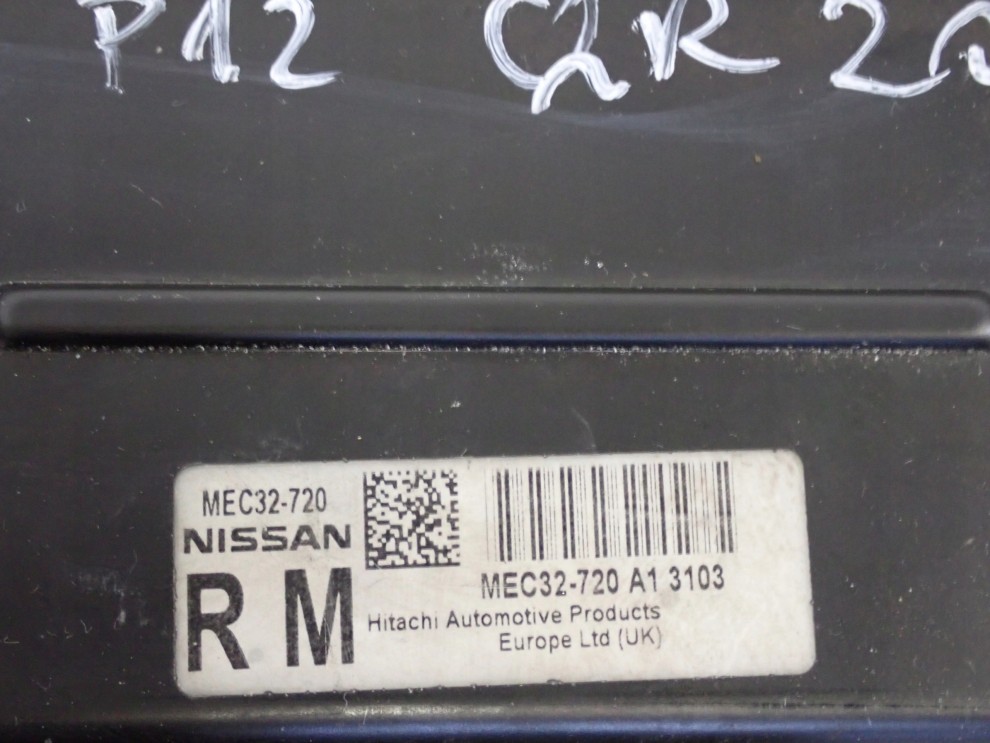 P12 QR20
MEC32-720
NISSAN
R M
MEC32-720 A1 3103
Hitachi Automotive Products
Europe Ltd (UK)